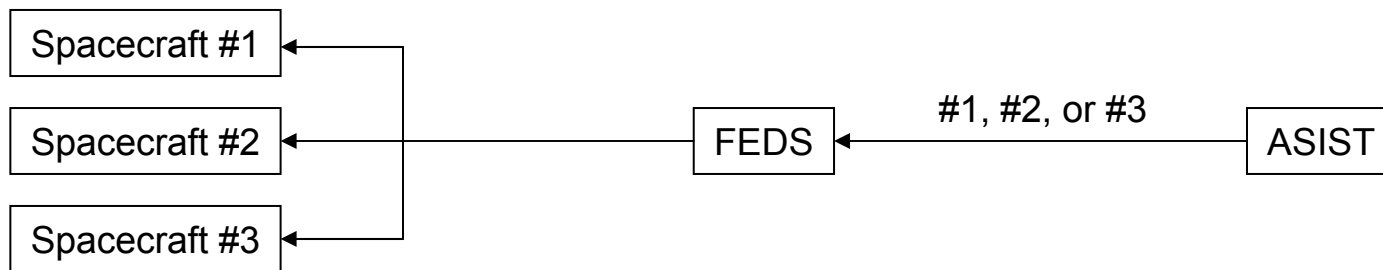 Spacecraft #1
#1, #2, or #3
Spacecraft #2
FEDS
ASIST
Spacecraft #3